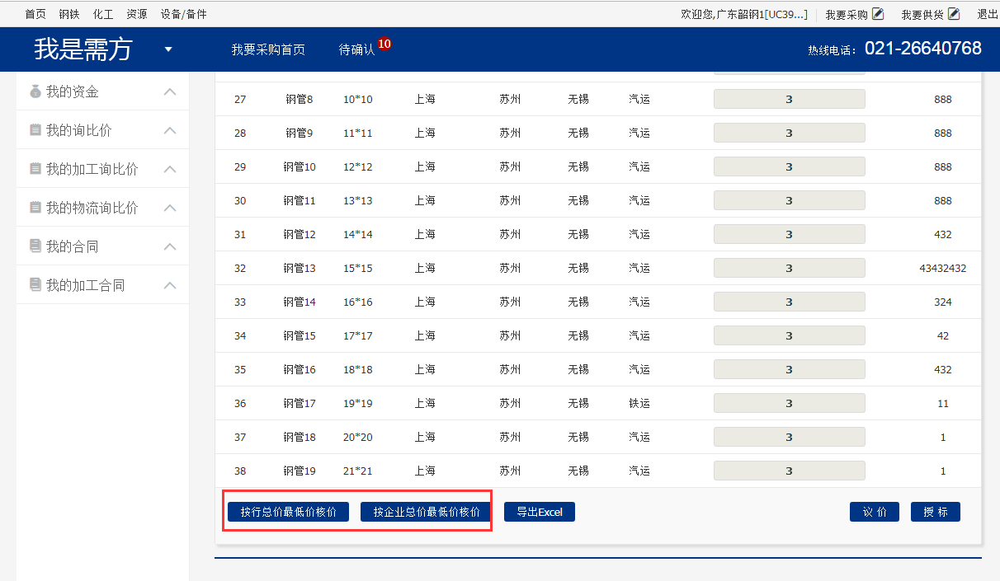 首页 钢铁 化工 资源 设备/备件 欢迎您,广东韶钢1[UC39...] 我要采购 我要供货 退出
我是需方 我要采购首页 待确认 10 热线电话: 021-26640768
我的资金
我的询比价
我的加工询比价
我的物流询比价
我的合同
我的加工合同
27 钢管8 10*10 上海 苏州 无锡 汽运 3 888
28 钢管9 11*11 上海 苏州 无锡 汽运 3 888
29 钢管10 12*12 上海 苏州 无锡 汽运 3 888
30 钢管11 13*13 上海 苏州 无锡 汽运 3 888
31 钢管12 14*14 上海 苏州 无锡 汽运 3 432
32 钢管13 15*15 上海 苏州 无锡 汽运 3 43432432
33 钢管14 16*16 上海 苏州 无锡 汽运 3 324
34 钢管15 17*17 上海 苏州 无锡 汽运 3 42
35 钢管16 18*18 上海 苏州 无锡 汽运 3 432
36 钢管17 19*19 上海 苏州 无锡 铁运 3 11
37 钢管18 20*20 上海 苏州 无锡 汽运 3 1
38 钢管19 21*21 上海 苏州 无锡 汽运 3 1
按行总价最低价核价 按企业总价最低价核价 导出Excel 议 价 授 标